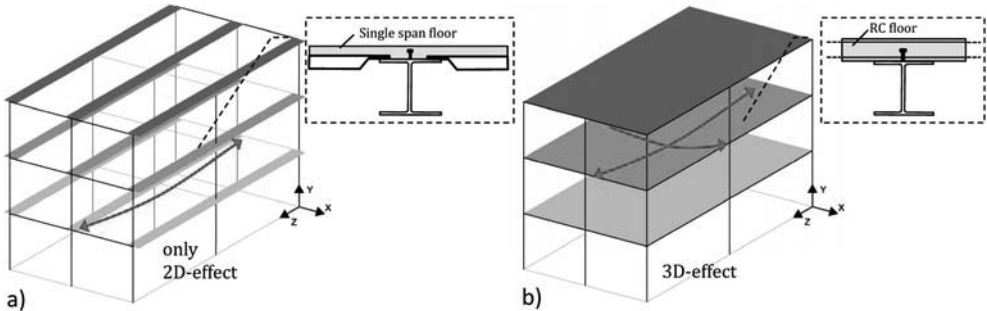 Single span floor
Y
X
Z
only
2D-effect
a)
RC floor
Y
X
Z
3D-effect
b)